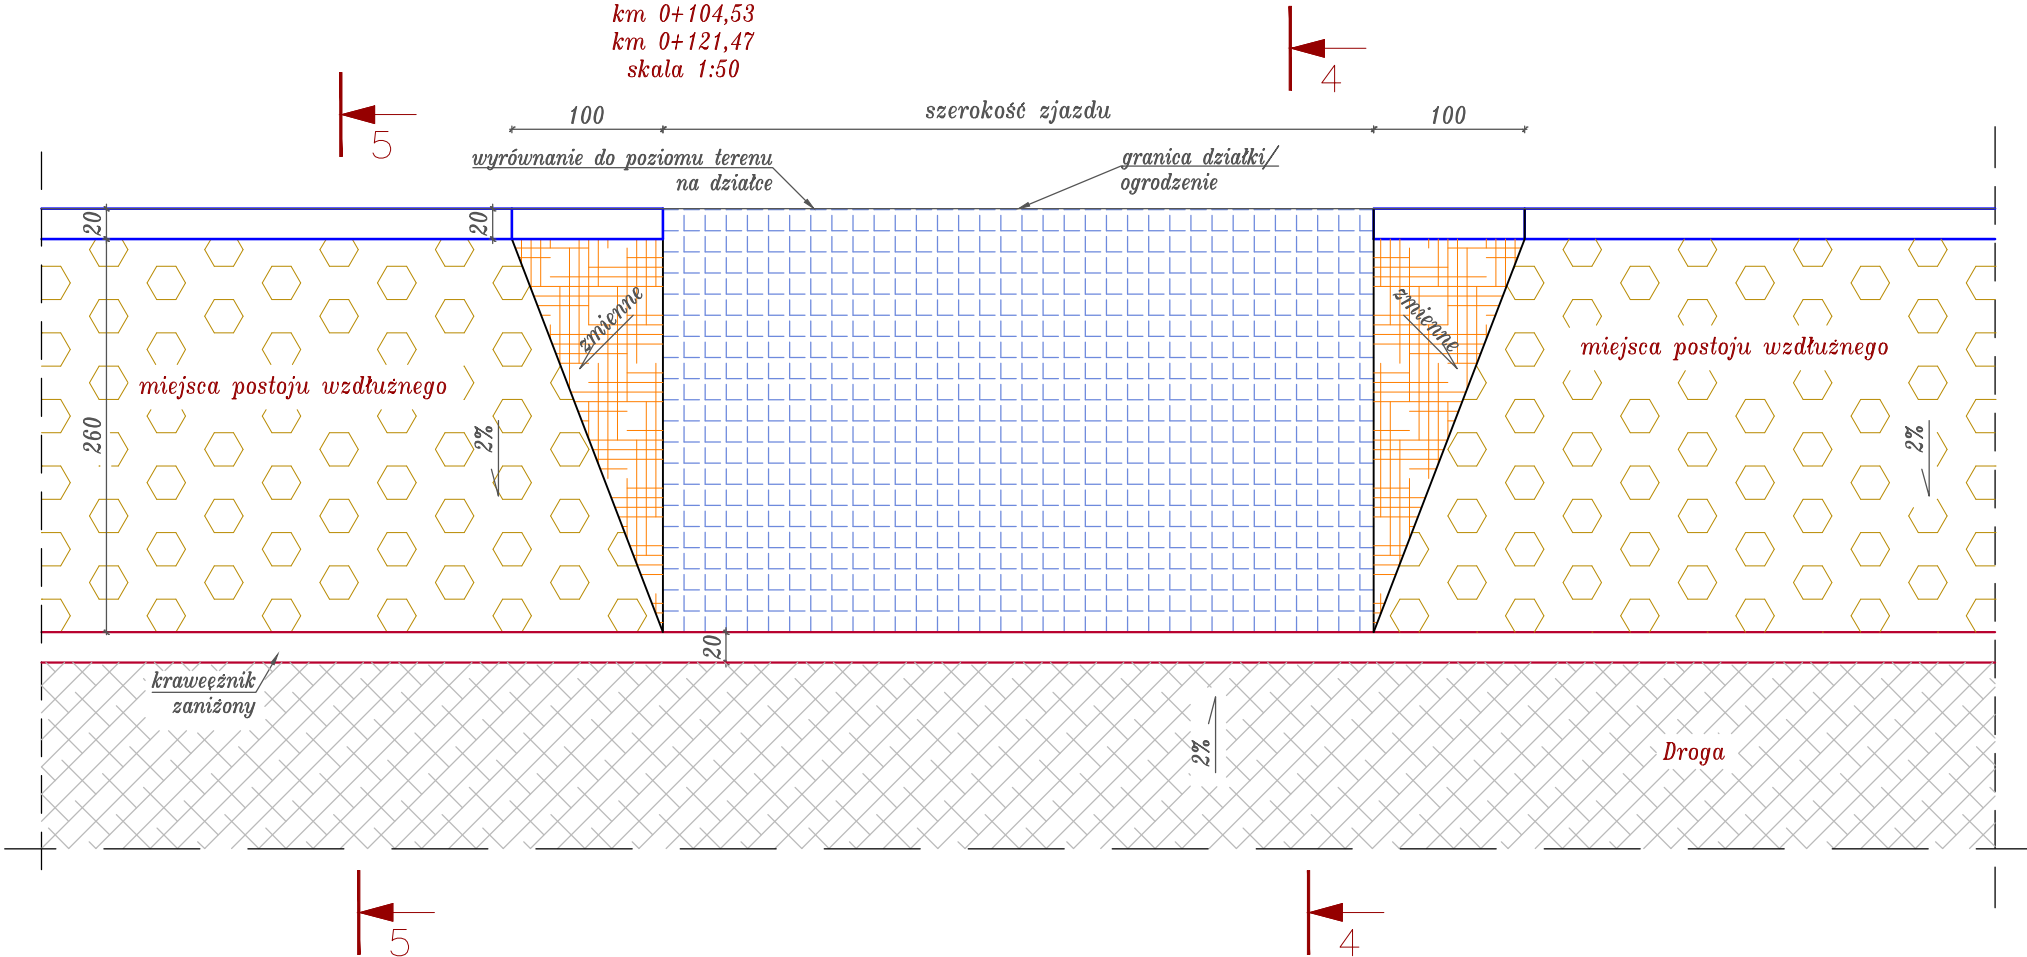 km 0+104,53
km 0+121,47
skala 1:50
4
5
100
szerokość zjazdu
100
wyrównanie do poziomu terenu
na działce
granica działki/
ogrodzenie
20
20
zmienne
zmienne
miejsca postoju wzdłużnego
miejsca postoju wzdłużnego
260
2%
2%
20
kraweęźnik
zaniżony
2%
Droga
5
4